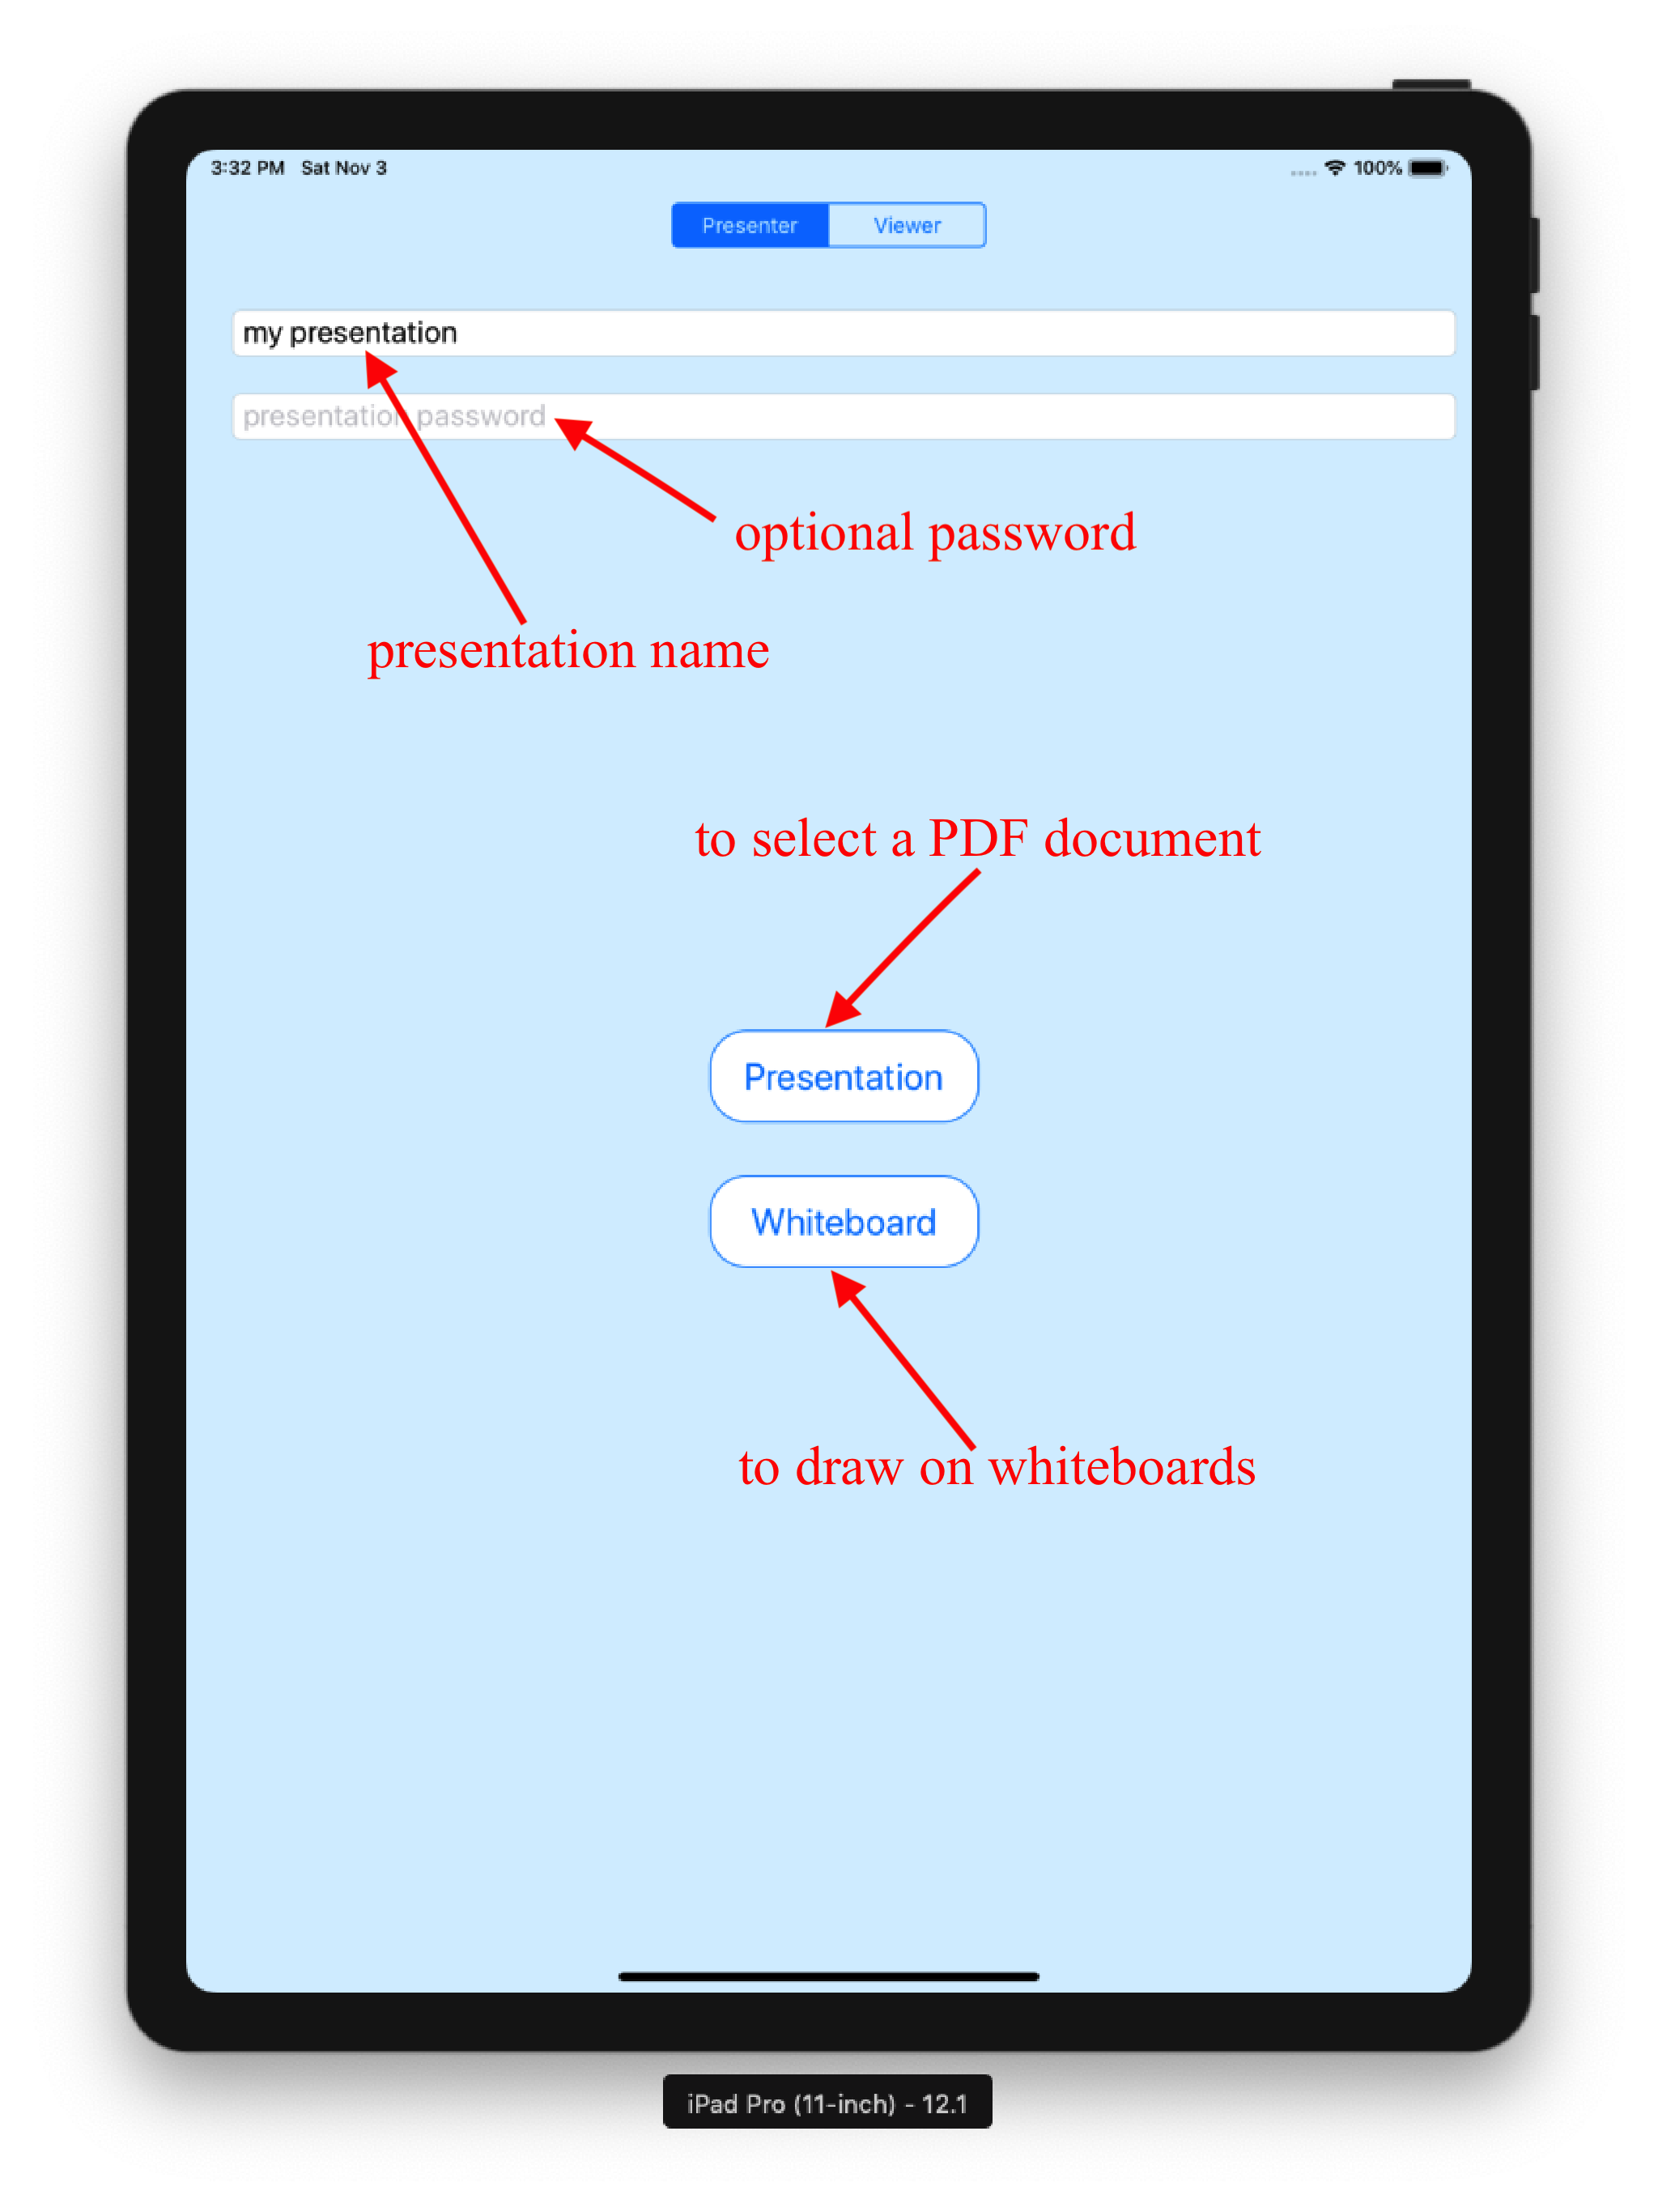 3:32 PM Sat Nov 3 100%
Presenter Viewer
my presentation
presentation password
optional password
presentation name
to select a PDF document
Presentation
Whiteboard
to draw on whiteboards
iPad Pro (11-inch) - 12.1